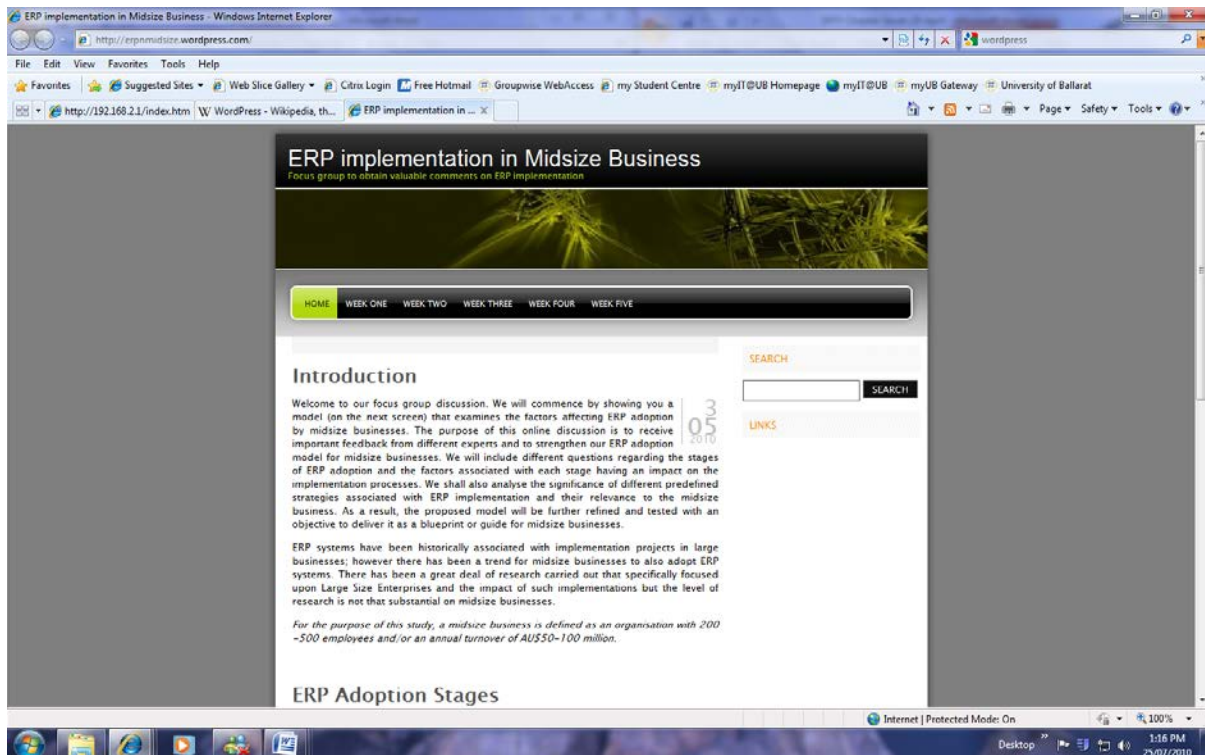 ERP implementation in Midsize Business - Windows Internet Explorer
http://erpnmidsize.wordpress.com/
wordpress
File Edit View Favorites Tools Help
Favorites Suggested Sites Web Slice Gallery Citrix Login Free Hotmail Groupwise WebAccess my Student Centre myIT@UB Homepage myIT@UB myUB Gateway University of Ballarat
http://192.168.2.1/index.htm WordPress - Wikipedia, th... ERP implementation in ... Page Safety Tools
ERP implementation in Midsize Business
Focus group to obtain valuable comments on ERP implementation
HOME WEEK ONE WEEK TWO WEEK THREE WEEK FOUR WEEK FIVE
SEARCH
SEARCH
LINKS
Introduction
3
05
2010
Welcome to our focus group discussion. We will commence by showing you a
model (on the next screen) that examines the factors affecting ERP adoption
by midsize businesses. The purpose of this online discussion is to receive
important feedback from different experts and to strengthen our ERP adoption
model for midsize businesses. We will include different questions regarding the stages
of ERP adoption and the factors associated with each stage having an impact on the
implementation processes. We shall also analyse the significance of different predefined
strategies associated with ERP implementation and their relevance to the midsize
business. As a result, the proposed model will be further refined and tested with an
objective to deliver it as a blueprint or guide for midsize businesses.
ERP systems have been historically associated with implementation projects in large
businesses; however there has been a trend for midsize businesses to also adopt ERP
systems. There has been a great deal of research carried out that specifically focused
upon Large Size Enterprises and the impact of such implementations but the level of
research is not that substantial on midsize businesses.
For the purpose of this study, a midsize business is defined as an organisation with 200
-500 employees and/or an annual turnover of AU$50-100 million.
ERP Adoption Stages
Internet | Protected Mode: On 100%
Desktop 1:16 PM
25/07/2010